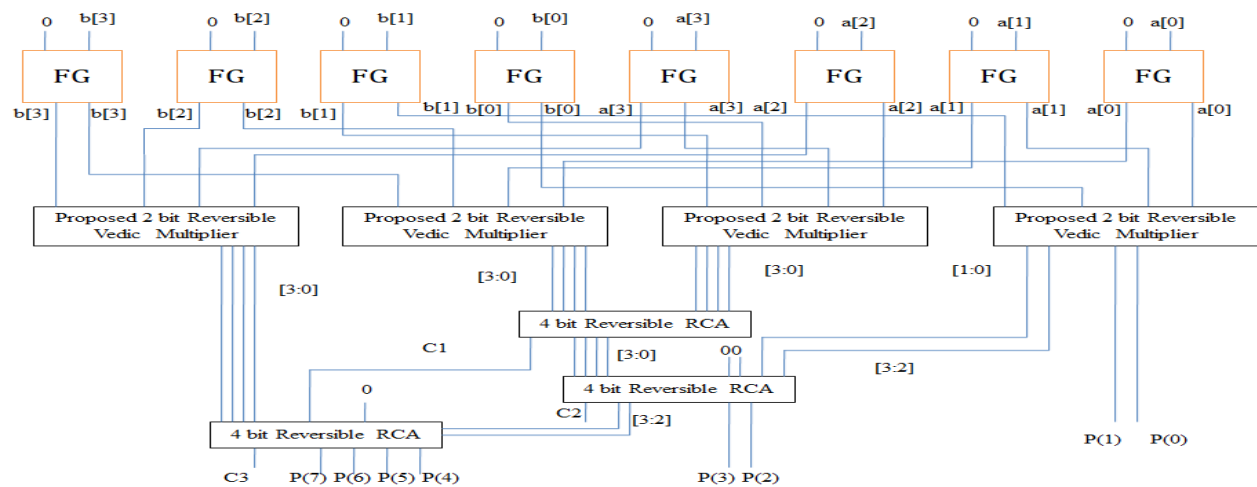 0 b[3] 0 b[2] 0 b[1] 0 b[0] 0 a[3] 0 a[2] 0 a[1] 0 a[0]
FG FG FG FG FG FG FG FG
b[3] b[3] b[2] b[2] b[1] b[1] b[0] b[0] a[3] a[3] a[2] a[2] a[1] a[1] a[0] a[0]
Proposed 2 bit Reversible Vedic Multiplier
Proposed 2 bit Reversible Vedic Multiplier
Proposed 2 bit Reversible Vedic Multiplier
Proposed 2 bit Reversible Vedic Multiplier
[3:0] [3:0] [3:0] [1:0]
4 bit Reversible RCA
C1 [3:0] 00 [3:2]
4 bit Reversible RCA
0 C2 [3:2]
4 bit Reversible RCA
P(1) P(0)
C3 P(7) P(6) P(5) P(4) P(3) P(2)